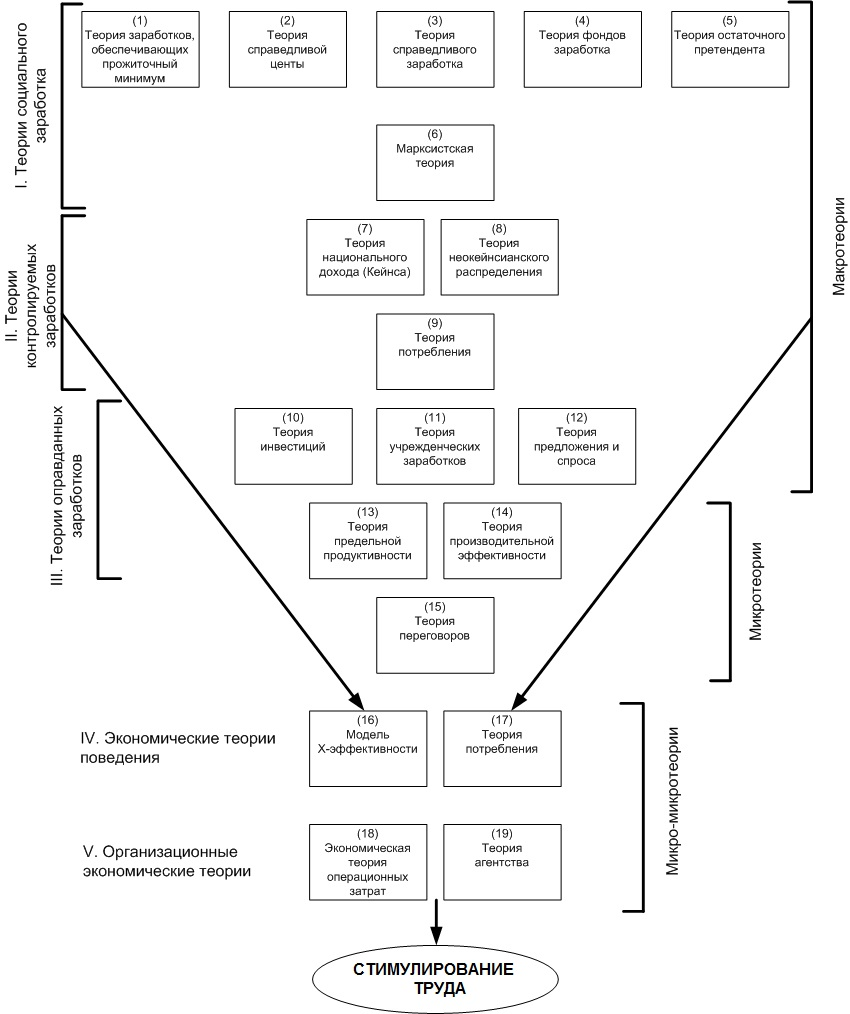 (1)
Теория заработков,
обеспечивающих
прожиточный
минимум
(2)
Теория
справедливой
центы
(3)
Теория
справедливого
заработка
(4)
Теория фондов
заработка
(5)
Теория остаточного
претендента
I. Теории социального
заработка
(6)
Марксистская
теория
Макротеории
II. Теории
контролируемых
заработков
(7)
Теория
национального
дохода (Кейнса)
(8)
Теория
неокейнсианского
распределения
(9)
Теория
потребления
III. Теории оправданных
заработков
(10)
Теория
инвестиций
(11)
Теория
учрежденческих
заработков
(12)
Теория
предложения и
спроса
(13)
Теория
предельной
продуктивности
(14)
Теория
производительной
эффективности
Микротеории
(15)
Теория
переговоров
IV. Экономические теории
поведения
(16)
Модель
Х-эффективности
(17)
Теория
потребления
Микро-микротеории
V. Организационные
экономические теории
(18)
Экономическая
теория
операционных
затрат
(19)
Теория
агентства
СТИМУЛИРОВАНИЕ
ТРУДА